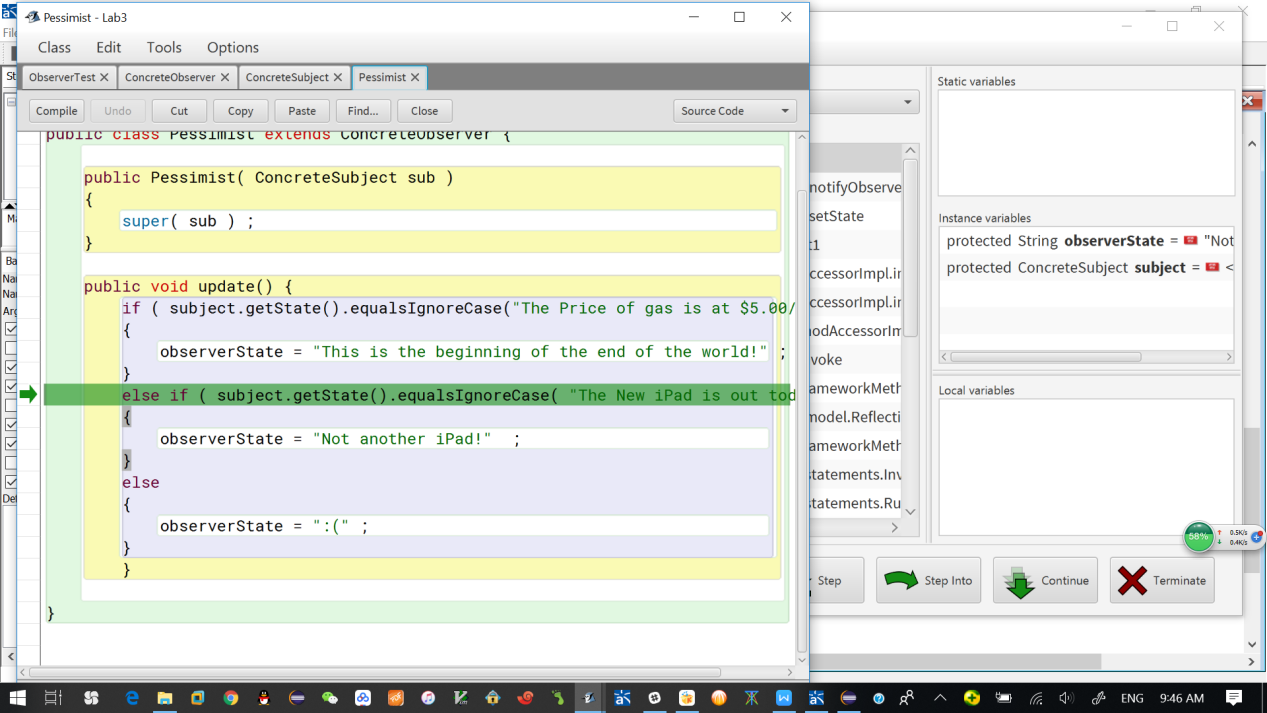 Pessimist - Lab3
Class Edit Tools Options
ObserverTest ConcreteObserver ConcreteSubject Pessimist
Compile Undo Cut Copy Paste Find... Close Source Code
public class Pessimist extends ConcreteObserver {
public Pessimist( ConcreteSubject sub )
{
super( sub ) ;
}
public void update() {
if ( subject.getState().equalsIgnoreCase("The Price of gas is at $5.00/
{
observerState = "This is the beginning of the end of the world!" ;
}
else if ( subject.getState().equalsIgnoreCase( "The New iPad is out tod
{
observerState = "Not another iPad!" ;
}
else
{
observerState = ":(" ;
}
}
}
notifyObserve
setState
t1
ccessorImpl.in
ccessorImpl.in
nodAccessorIm
voke
ameworkMeth
model.Reflecti
ameworkMeth
tatements.Inv
tatements.Ru
Static variables
Instance variables
protected String observerState = "Not
protected ConcreteSubject subject = <
Local variables
58%
0.5K/s
0.4K/s
Step Step Into Continue Terminate
ENG 9:46 AM